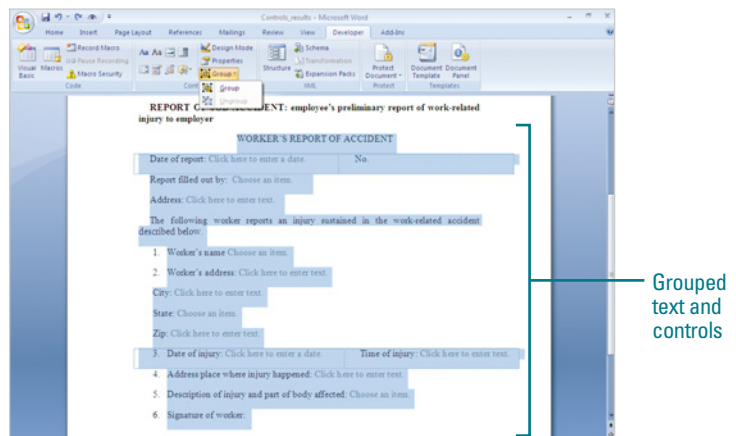 Controls_results - Microsoft Word
Home Insert Page Layout References Mailings Review View Developer Add-Ins
Visual Basic
Macros
Record Macro
Pause Recording
Macro Security
Code
Aa Aa
Design Mode
Properties
Group
Structure
Schema
Transformation
Expansion Packs
XML
Protect Document
Protect
Document Template
Document Panel
Templates
Group
Ungroup
REPORT OF ACCIDENT: employee's preliminary report of work-related
injury to employer
WORKER'S REPORT OF ACCIDENT
Date of report: Click here to enter a date. No.
Report filled out by: Choose an item.
Address: Click here to enter text.
The following worker reports an injury sustained in the work-related accident
described below.
1. Worker's name Choose an item.
2. Worker's address: Click here to enter text.
City: Click here to enter text.
State: Choose an item.
Zip: Click here to enter text.
3. Date of injury: Click here to enter a date. Time of injury: Click here to enter text.
4. Address place where injury happened: Click here to enter text.
5. Description of injury and part of body affected: Choose an item.
6. Signature of worker:
Grouped
text and
controls